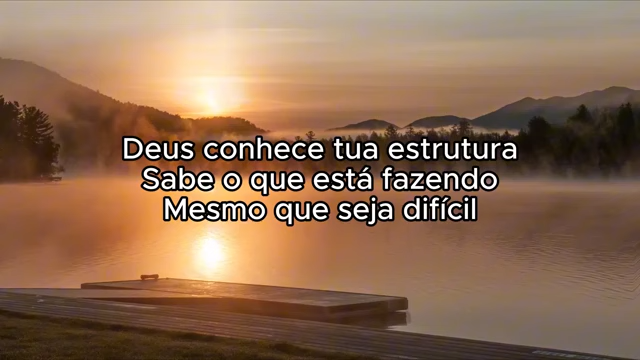 Deus conhece tua estrutura
Sabe o que está fazendo
Mesmo que seja difícil